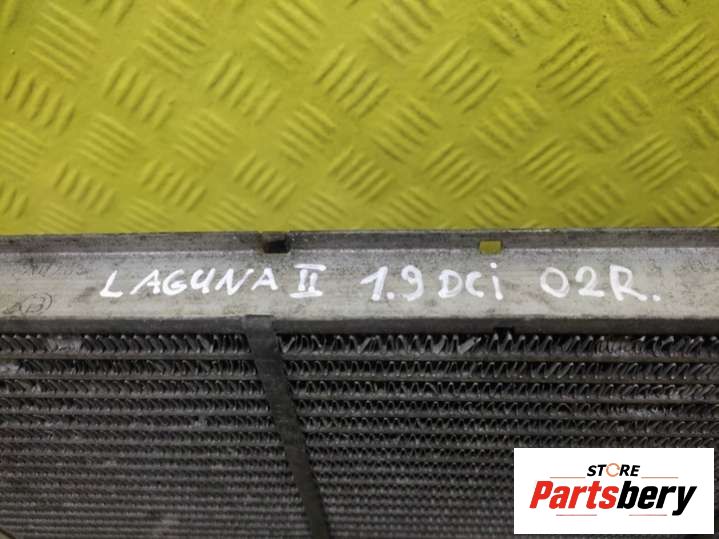 LAGUNA II 1.9 DCi 02R.
STORE
Partsbery